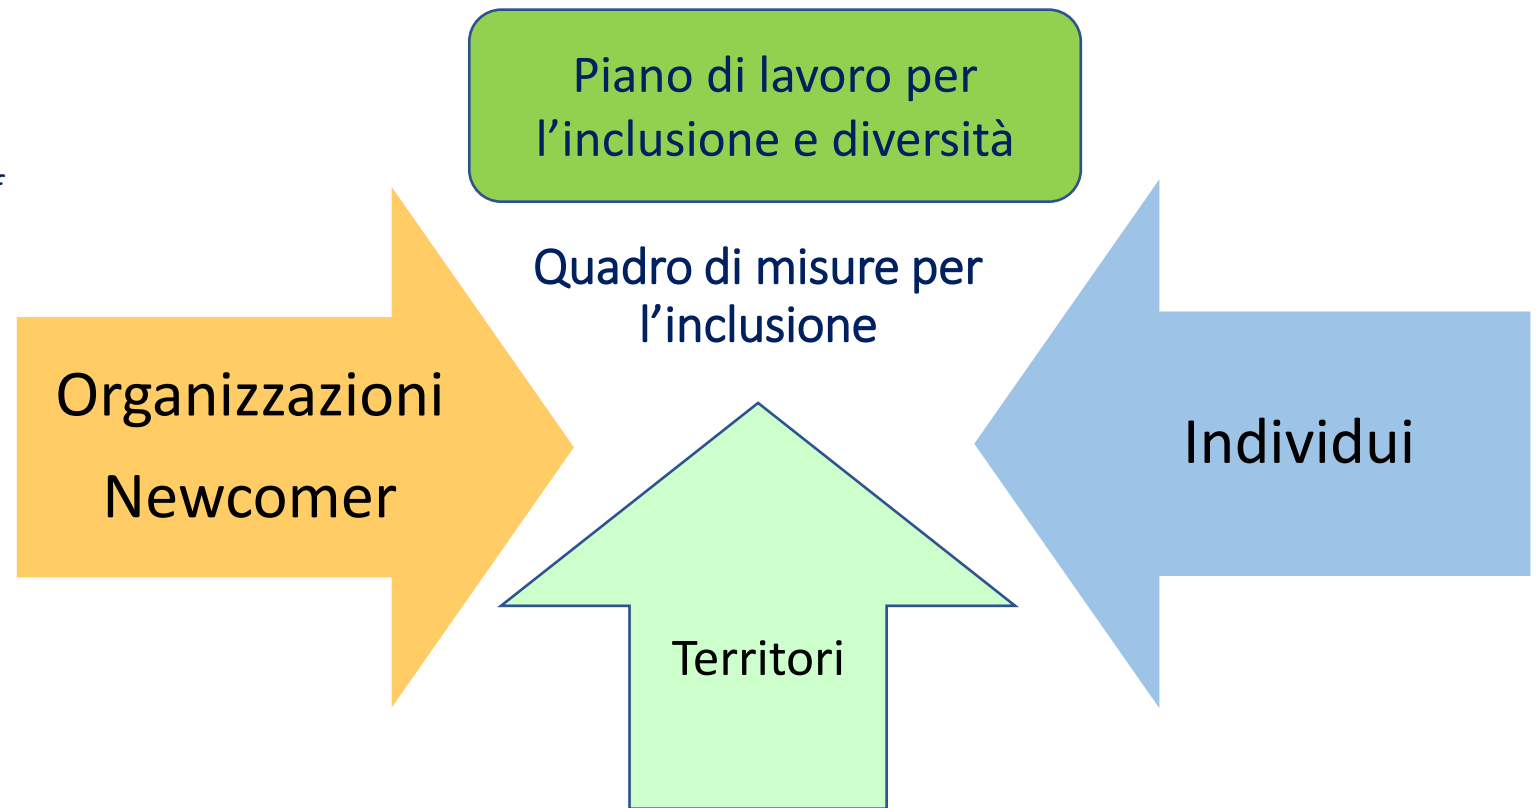 Piano di lavoro per
l’inclusione e diversità
Quadro di misure per
l’inclusione
Organizzazioni
Newcomer
Individui
Territori